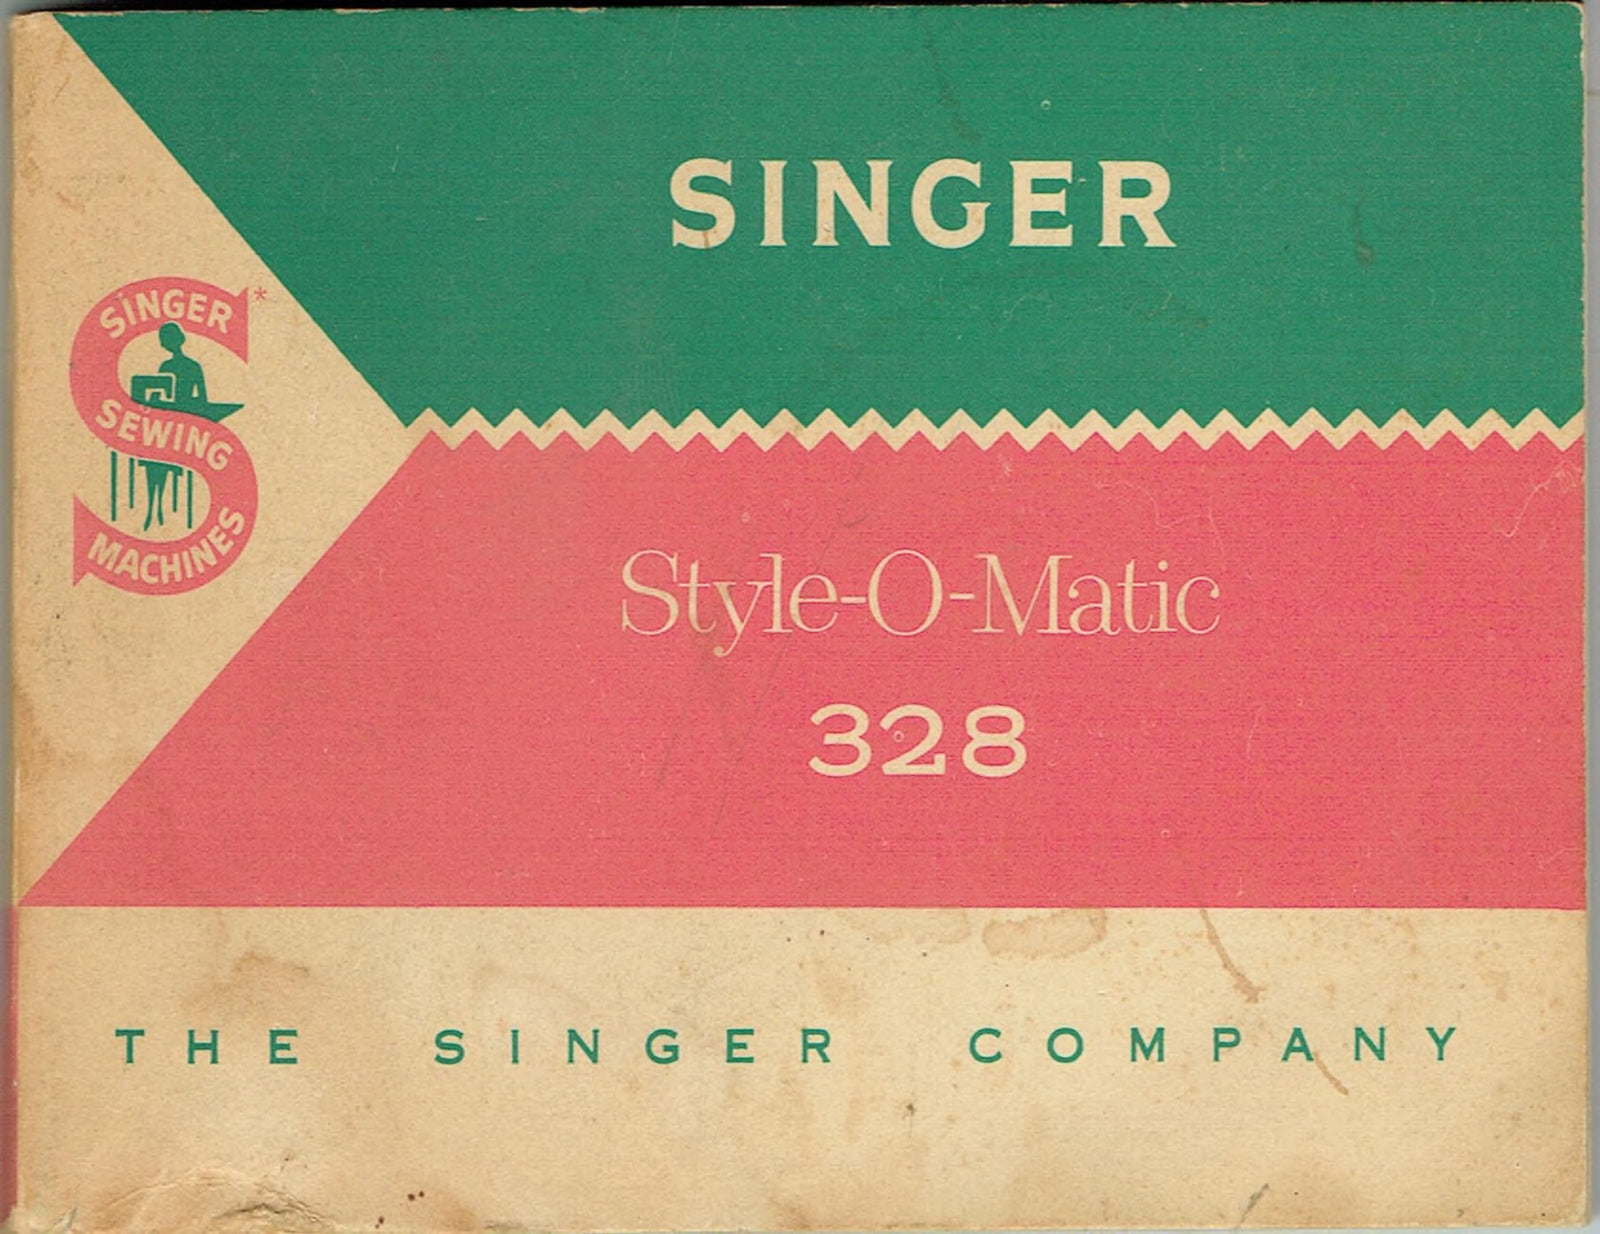 SINGER
SINGER*
SEWING
MACHINES
Style-O-Matic
328
THE SINGER COMPANY